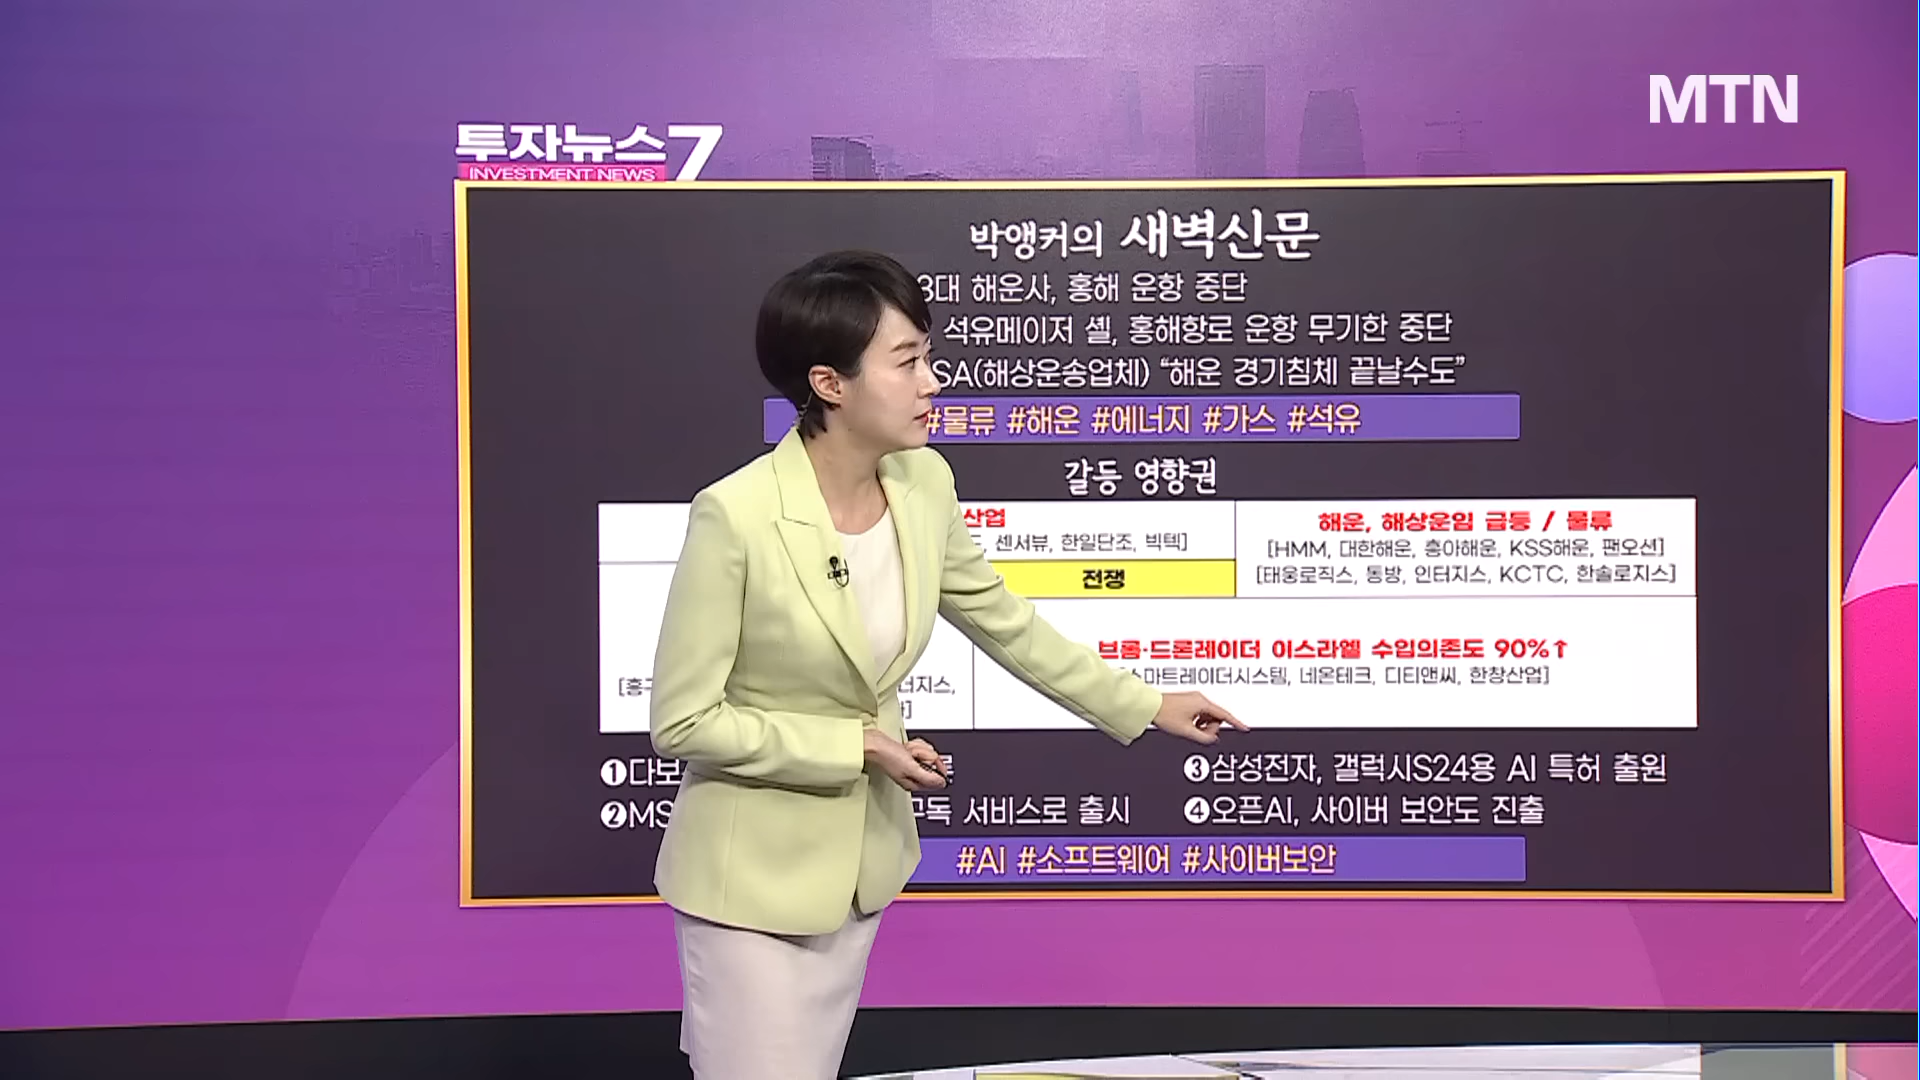 MTN
투자뉴스7
INVESTMENT NEWS
박앵커의 새벽신문
3대 해운사, 홍해 운항 중단
석유메이저 셸, 홍해항로 운항 무기한 중단
SA(해상운송업체) “해운 경기침체 끝날수도”
#물류 #해운 #에너지 #가스 #석유
갈등 영향권
산업
센서뷰, 한일단조, 빅텍]
전쟁
해운, 해상운임 급등 / 물류
[HMM, 대한해운, 흥아해운, KSS해운, 팬오션]
[태웅로직스, 동방, 인터지스, KCTC, 한솔로지스]
브롬·드론레이더 이스라엘 수입의존도 90%↑
스마트레이더시스템, 네온테크, 디티앤씨, 한창산업]
❶다보
❷MS
구독 서비스로 출시
❸삼성전자, 갤럭시S24용 AI 특허 출원
❹오픈AI, 사이버 보안도 진출
#AI #소프트웨어 #사이버보안